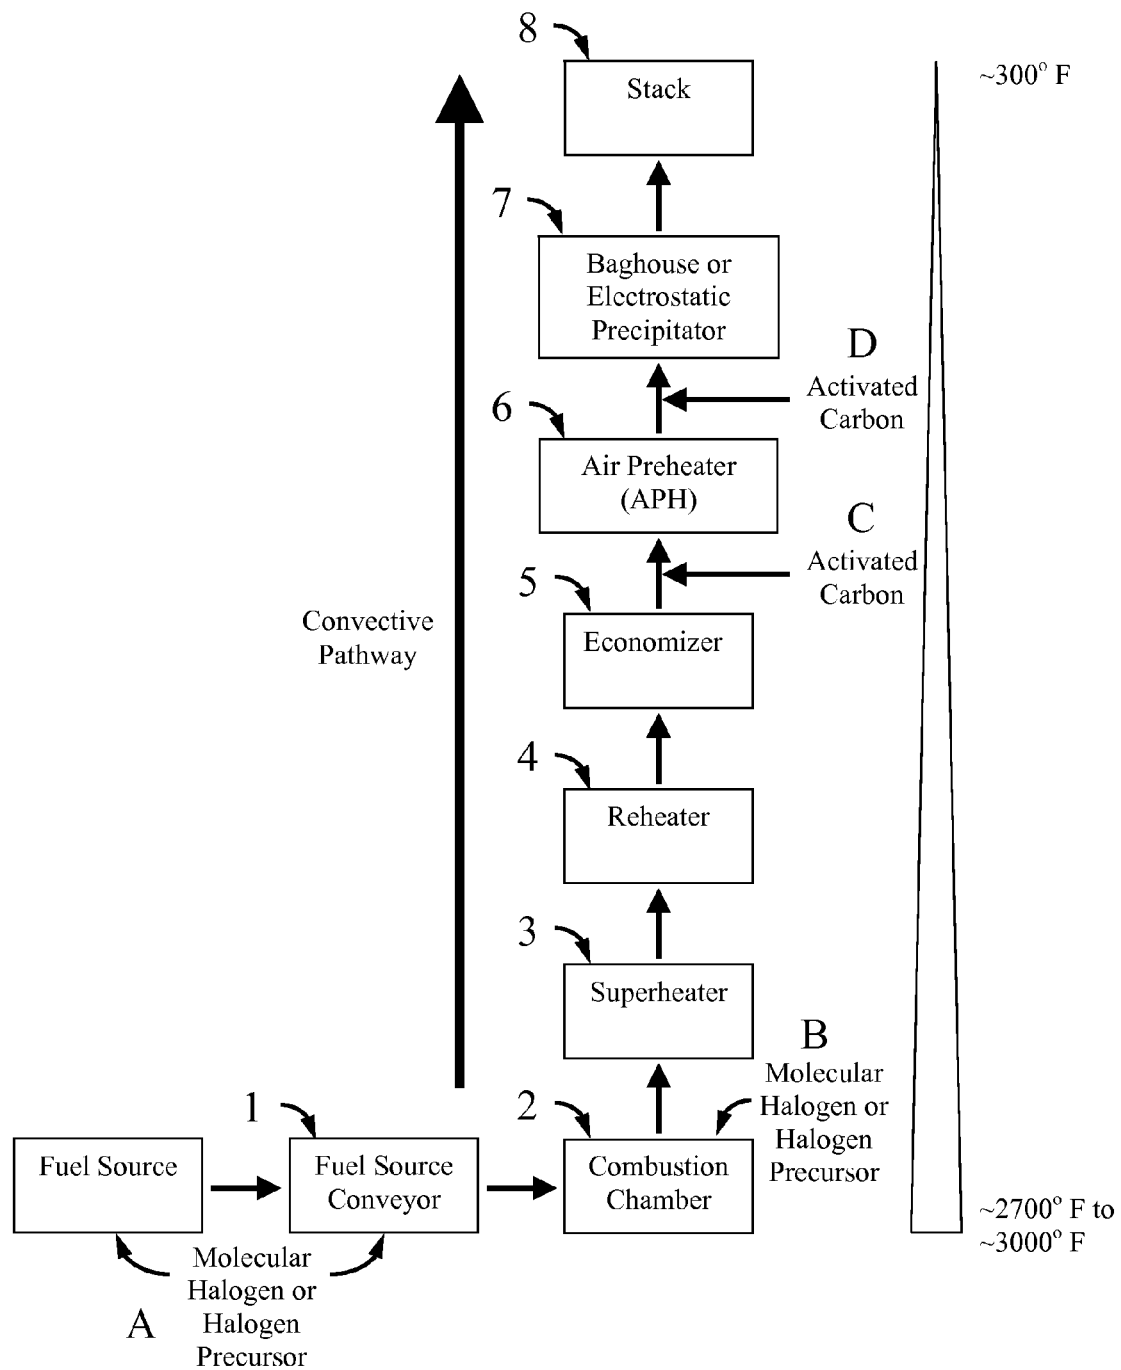 8
Stack
~300° F
7
Baghouse or
Electrostatic
Precipitator
D
Activated
Carbon
6
Air Preheater
(APH)
C
Activated
Carbon
5
Economizer
Convective
Pathway
4
Reheater
3
Superheater
B
Molecular
Halogen or
Halogen
Precursor
1
2
Fuel Source
Fuel Source
Conveyor
Combustion
Chamber
~2700° F to
~3000° F
A
Molecular
Halogen or
Halogen
Precursor